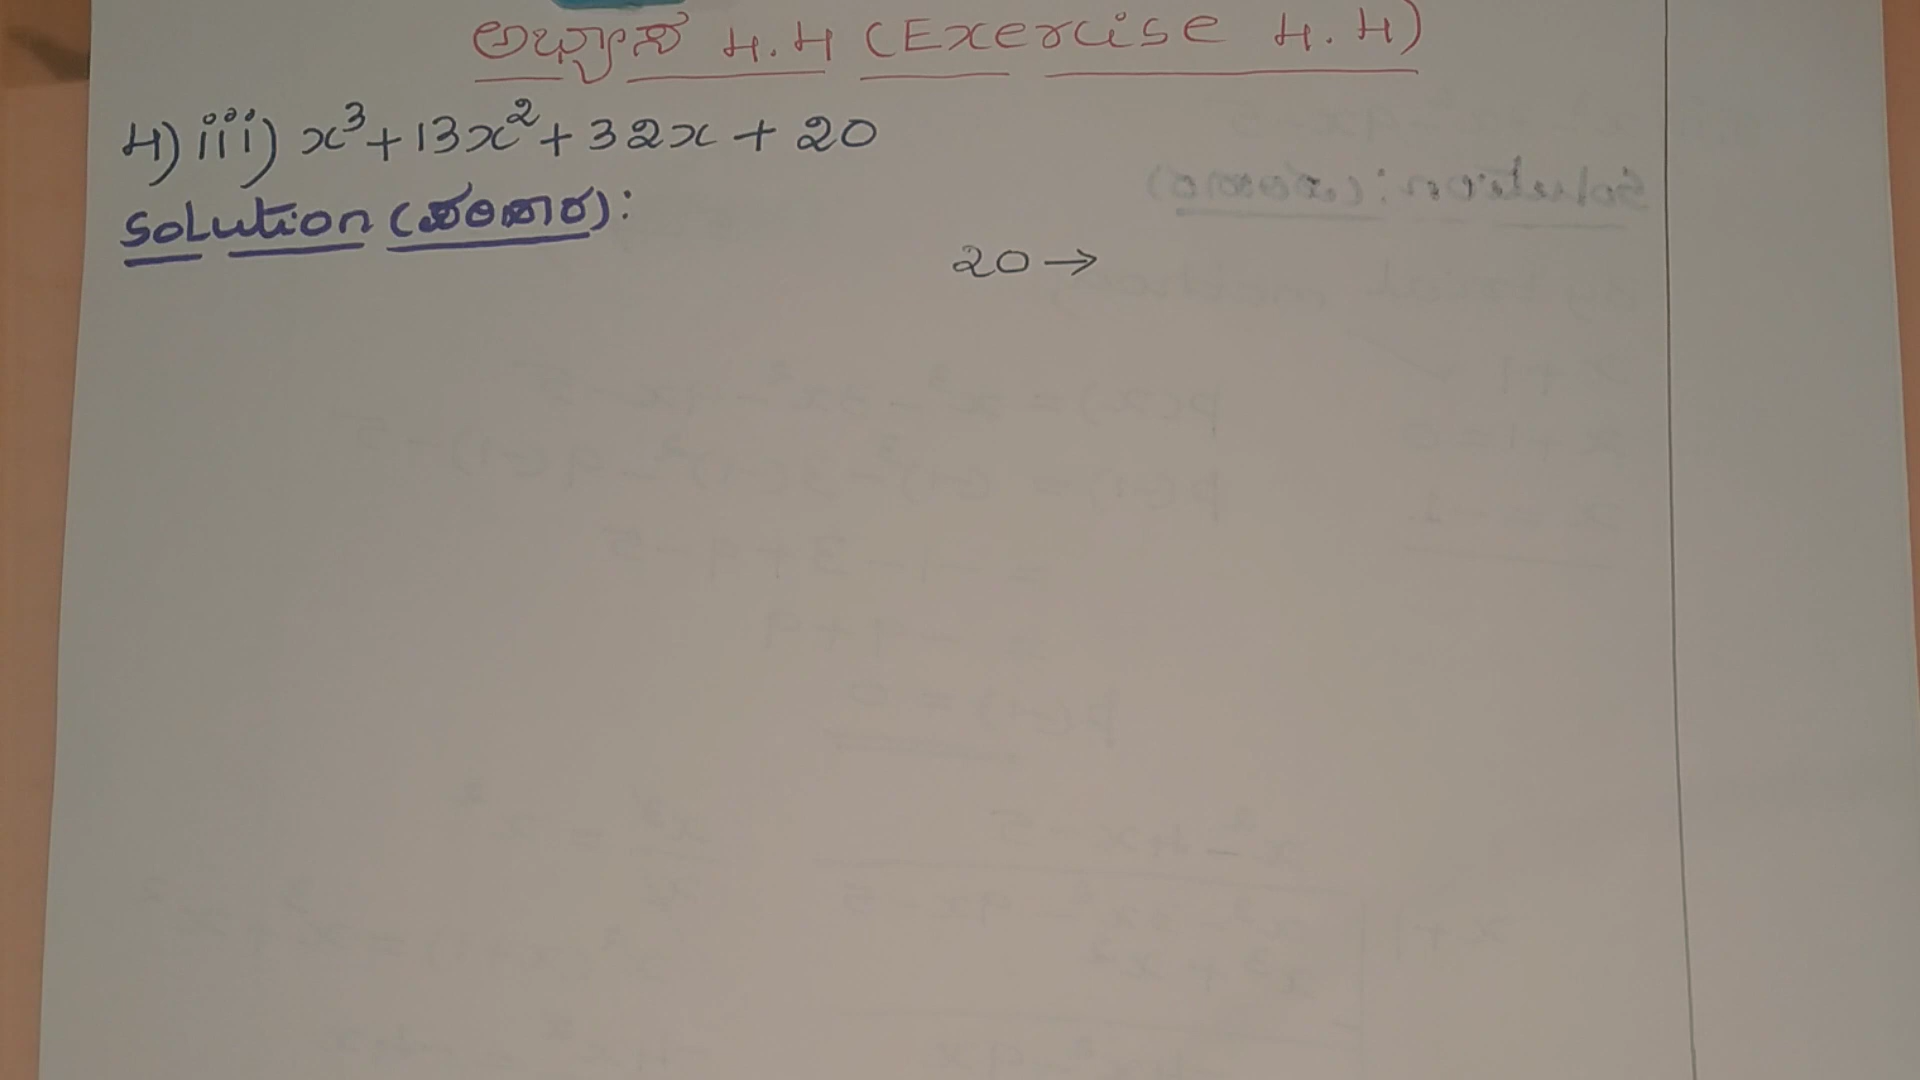 ಅಭ್ಯಾಸ 4.4 (Exercise 4.4)
4) iii) x³ + 13x² + 32x + 20
Solution (ಪರಿಹಾರ):
20 →